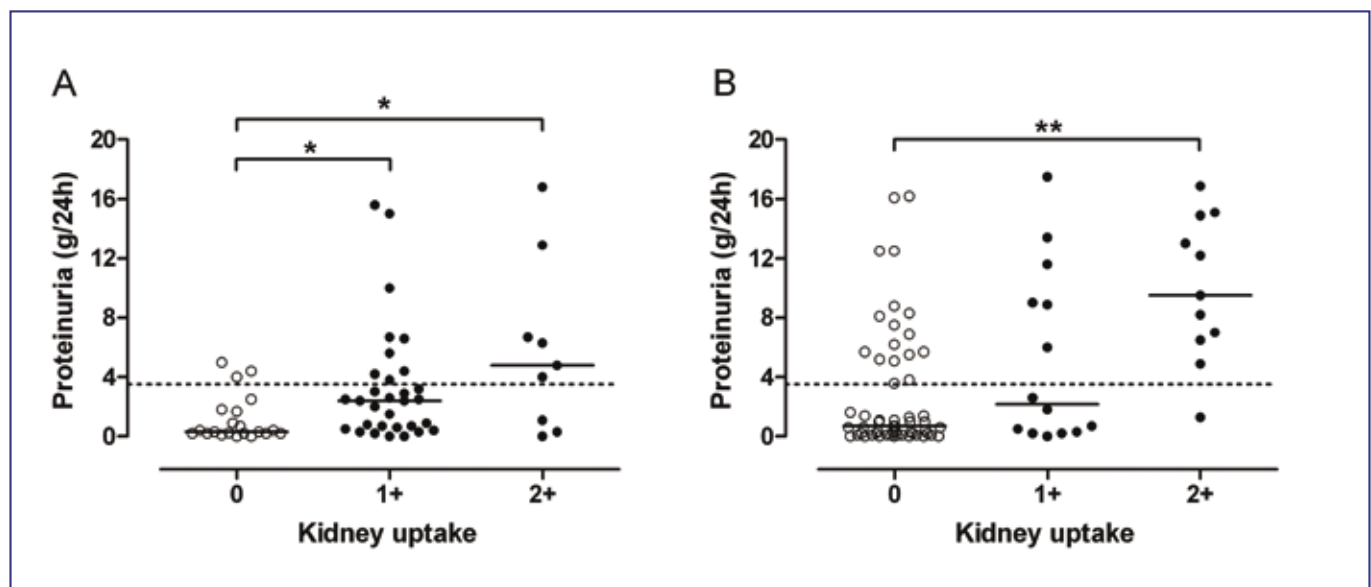 A
*
*
20
16
12
8
4
0
Proteinuria (g/24h)
0 1+ 2+
Kidney uptake
B
**
20
16
12
8
4
0
Proteinuria (g/24h)
0 1+ 2+
Kidney uptake